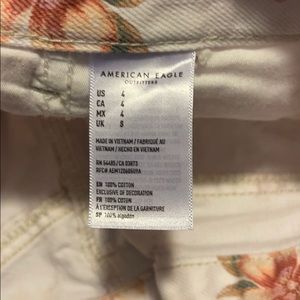 AMERICAN EAGLE
OUTFITTERS
US 4
CA 4
MX 4
UK 8
MADE IN VIETNAM / FABRIQUÉ AU
VIETNAM / HECHO EN VIETNAM
RN 54485/CA 03873
RFC#
EN 100% COTTON
EXCLUSIVE OF DECORATION
FR 100% COTON
À L'EXCEPTION DE LA GARNITURE
SP 100% algodón